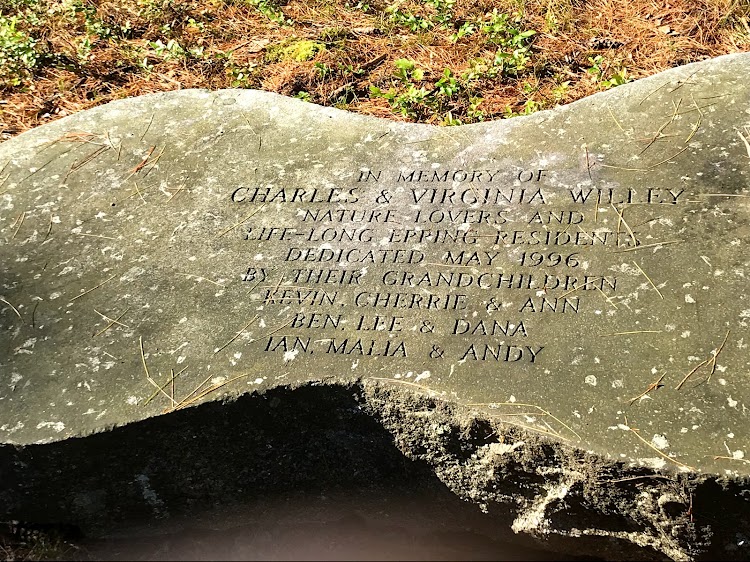 IN MEMORY OF
CHARLES & VIRGINIA WILLEY
NATURE LOVERS AND
LIFE-LONG EPPING RESIDENTS
DEDICATED MAY 1996
BY THEIR GRANDCHILDREN
KEVIN, CHERRIE & ANN
BEN, LEE & DANA
IAN, MALIA & ANDY